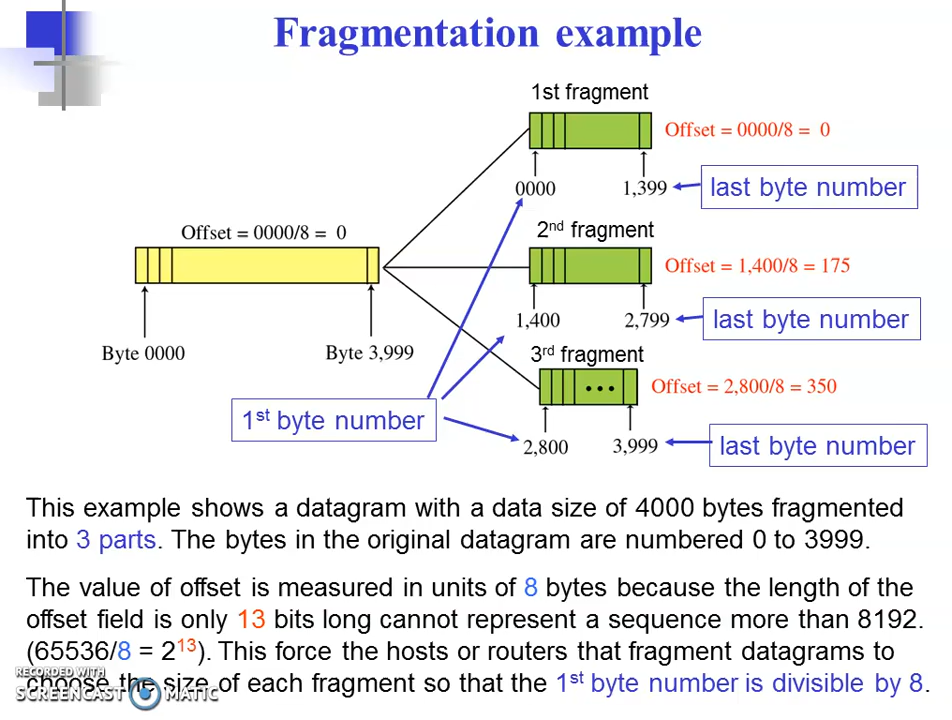 Fragmentation example
1st fragment
Offset = 0000/8 = 0
0000 1,399
last byte number
Offset = 0000/8 = 0
Byte 0000 Byte 3,999
2nd fragment
Offset = 1,400/8 = 175
1,400 2,799
last byte number
3rd fragment
Offset = 2,800/8 = 350
1st byte number
2,800 3,999
last byte number
This example shows a datagram with a data size of 4000 bytes fragmented
into 3 parts. The bytes in the original datagram are numbered 0 to 3999.
The value of offset is measured in units of 8 bytes because the length of the
offset field is only 13 bits long cannot represent a sequence more than 8192.
(65536/8 = 2¹³). This force the hosts or routers that fragment datagrams to
choose the size of each fragment so that the 1st byte number is divisible by 8.
RECORDED WITH
SCREENCAST MATIC